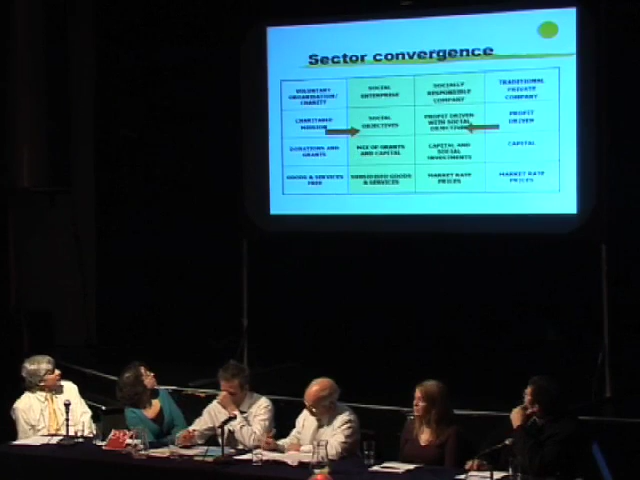 Sector convergence
VOLUNTARY
ORGANISATION/
CHARITY
SOCIAL
ENTERPRISE
SOCIALLY
RESPONSIBLE
COMPANY
TRADITIONAL
PRIVATE
COMPANY
CHARITABLE
MISSION
SOCIAL
OBJECTIVES
PROFIT DRIVEN
WITH SOCIAL
OBJECTIVES
PROFIT
DRIVEN
DONATIONS AND
GRANTS
MIX OF GRANTS
AND CAPITAL
CAPITAL AND
SOCIAL
INVESTMENTS
CAPITAL
GOODS & SERVICES
FREE
SUBSIDISED GOODS
& SERVICES
MARKET RATE
PRICES
MARKET RATE
PRICES